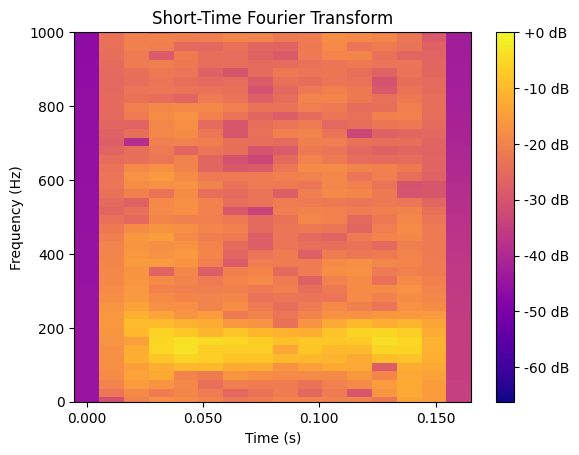 Short-Time Fourier Transform
1000
800
600
400
200
0
Frequency (Hz)
0.000
0.050
0.100
0.150
Time (s)
+0 dB
-10 dB
-20 dB
-30 dB
-40 dB
-50 dB
-60 dB